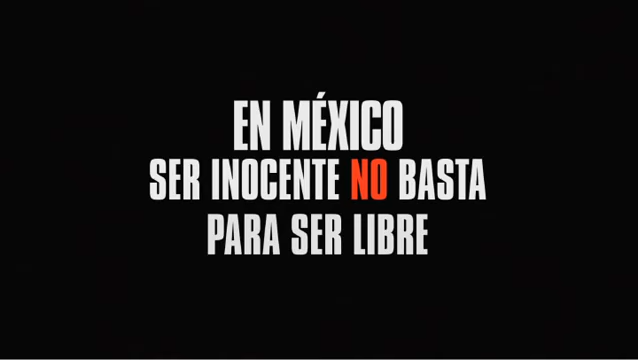 EN MÉXICO
SER INOCENTE NO BASTA
PARA SER LIBRE